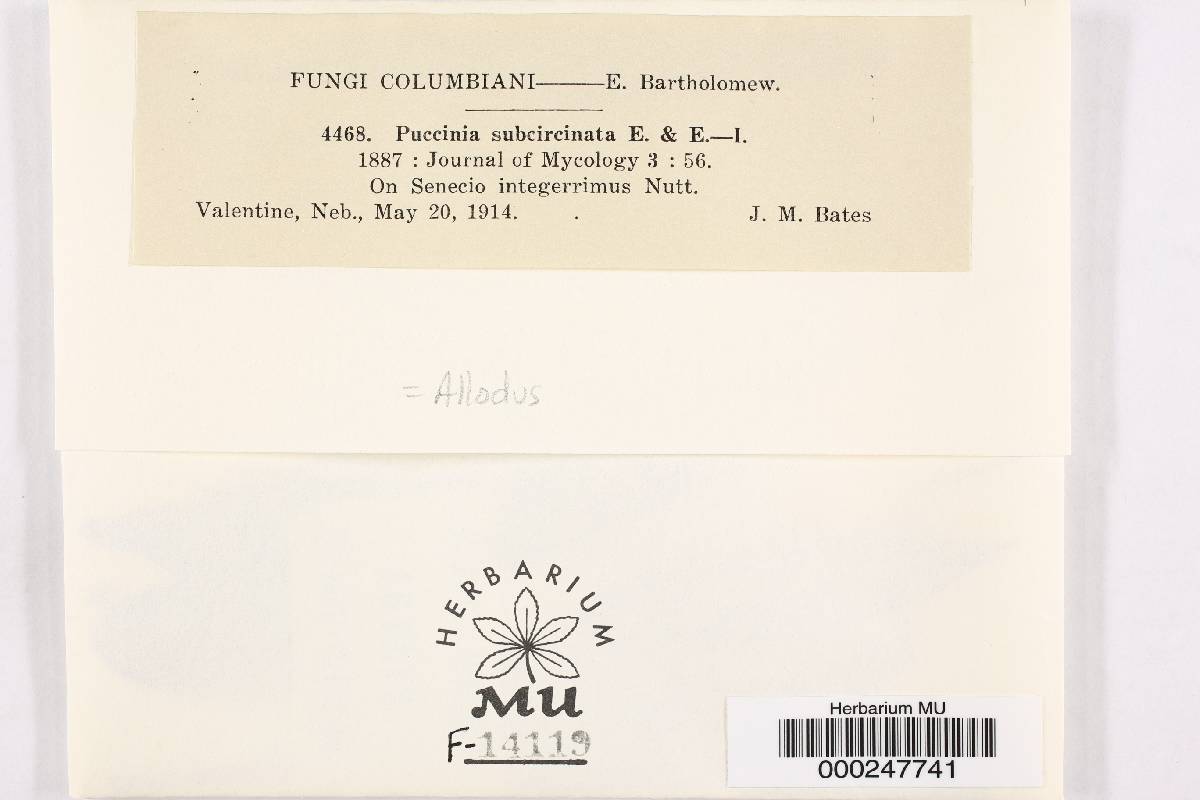 FUNGI COLUMBIANI———E. Bartholomew.
4468. Puccinia subcircinata E. & E.—I.
1887 : Journal of Mycology 3 : 56.
On Senecio integerrimus Nutt.
Valentine, Neb., May 20, 1914. J. M. Bates
= Allodus
HERBARIUM
MU
F-14119
Herbarium MU
000247741